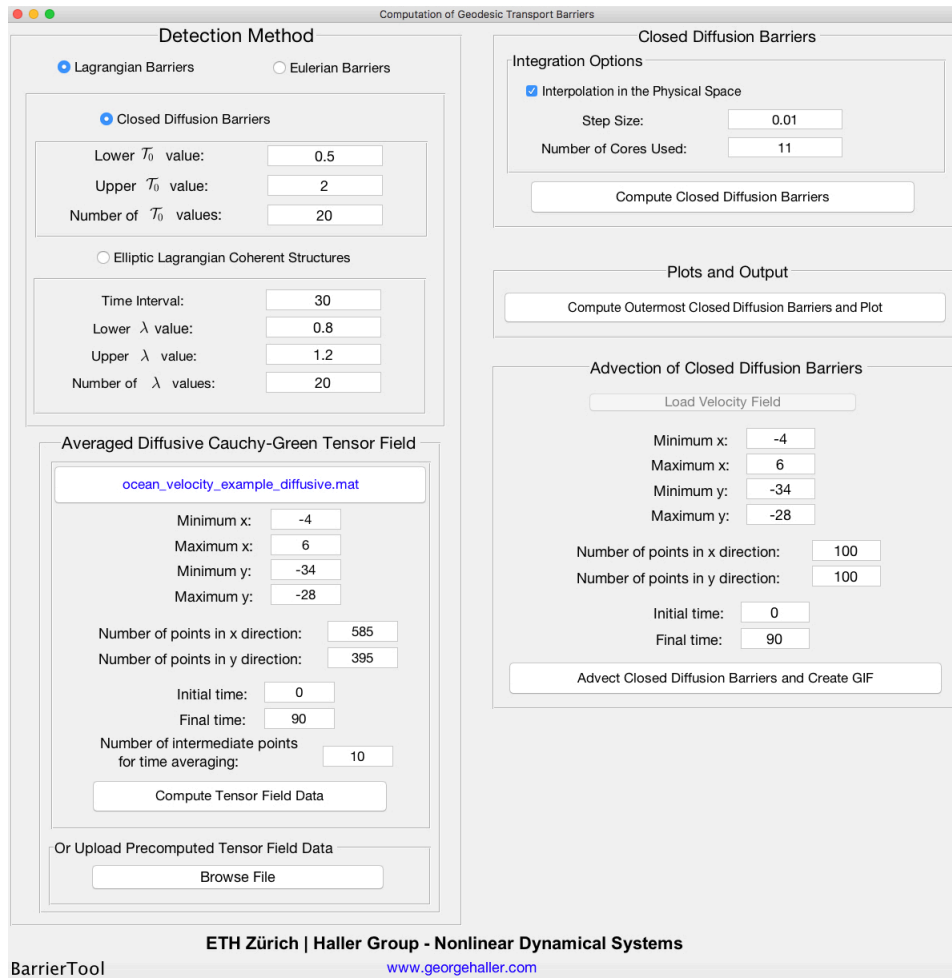 Computation of Geodesic Transport Barriers
Detection Method
Lagrangian Barriers
Eulerian Barriers
Closed Diffusion Barriers
Lower 𝒯₀ value:
0.5
Upper 𝒯₀ value:
2
Number of 𝒯₀ values:
20
Elliptic Lagrangian Coherent Structures
Time Interval:
30
Lower λ value:
0.8
Upper λ value:
1.2
Number of λ values:
20
Averaged Diffusive Cauchy-Green Tensor Field
ocean_velocity_example_diffusive.mat
Minimum x:
-4
Maximum x:
6
Minimum y:
-34
Maximum y:
-28
Number of points in x direction:
585
Number of points in y direction:
395
Initial time:
0
Final time:
90
Number of intermediate points
for time averaging:
10
Compute Tensor Field Data
Or Upload Precomputed Tensor Field Data
Browse File
Closed Diffusion Barriers
Integration Options
Interpolation in the Physical Space
Step Size:
0.01
Number of Cores Used:
11
Compute Closed Diffusion Barriers
Plots and Output
Compute Outermost Closed Diffusion Barriers and Plot
Advection of Closed Diffusion Barriers
Load Velocity Field
Minimum x:
-4
Maximum x:
6
Minimum y:
-34
Maximum y:
-28
Number of points in x direction:
100
Number of points in y direction:
100
Initial time:
0
Final time:
90
Advect Closed Diffusion Barriers and Create GIF
ETH Zürich | Haller Group - Nonlinear Dynamical Systems
BarrierTool
www.georgehaller.com